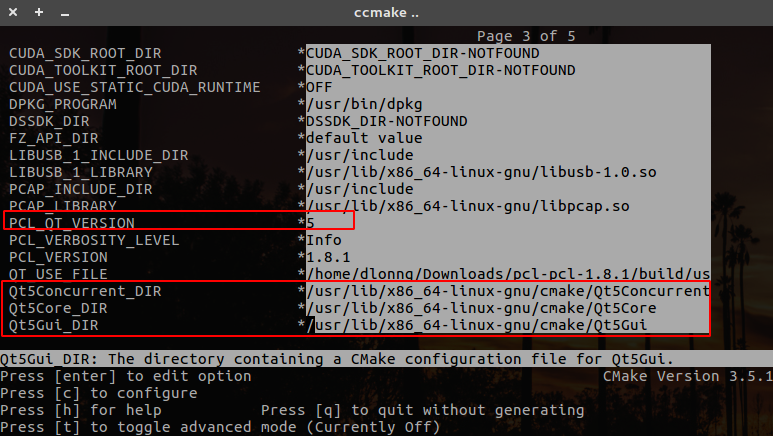 ccmake ..
Page 3 of 5
CUDA_SDK_ROOT_DIR *CUDA_SDK_ROOT_DIR-NOTFOUND
CUDA_TOOLKIT_ROOT_DIR *CUDA_TOOLKIT_ROOT_DIR-NOTFOUND
CUDA_USE_STATIC_CUDA_RUNTIME *OFF
DPKG_PROGRAM */usr/bin/dpkg
DSSDK_DIR *DSSDK_DIR-NOTFOUND
FZ_API_DIR *default value
LIBUSB_1_INCLUDE_DIR */usr/include
LIBUSB_1_LIBRARY */usr/lib/x86_64-linux-gnu/libusb-1.0.so
PCAP_INCLUDE_DIR */usr/include
PCAP_LIBRARY */usr/lib/x86_64-linux-gnu/libpcap.so
PCL_QT_VERSION *5
PCL_VERBOSITY_LEVEL *Info
PCL_VERSION *1.8.1
QT_USE_FILE */home/dlonng/Downloads/pcl-pcl-1.8.1/build/us
Qt5Concurrent_DIR */usr/lib/x86_64-linux-gnu/cmake/Qt5Concurrent
Qt5Core_DIR */usr/lib/x86_64-linux-gnu/cmake/Qt5Core
Qt5Gui_DIR */usr/lib/x86_64-linux-gnu/cmake/Qt5Gui
Qt5Gui_DIR: The directory containing a CMake configuration file for Qt5Gui.
Press [enter] to edit option CMake Version 3.5.1
Press [c] to configure
Press [h] for help Press [q] to quit without generating
Press [t] to toggle advanced mode (Currently Off)